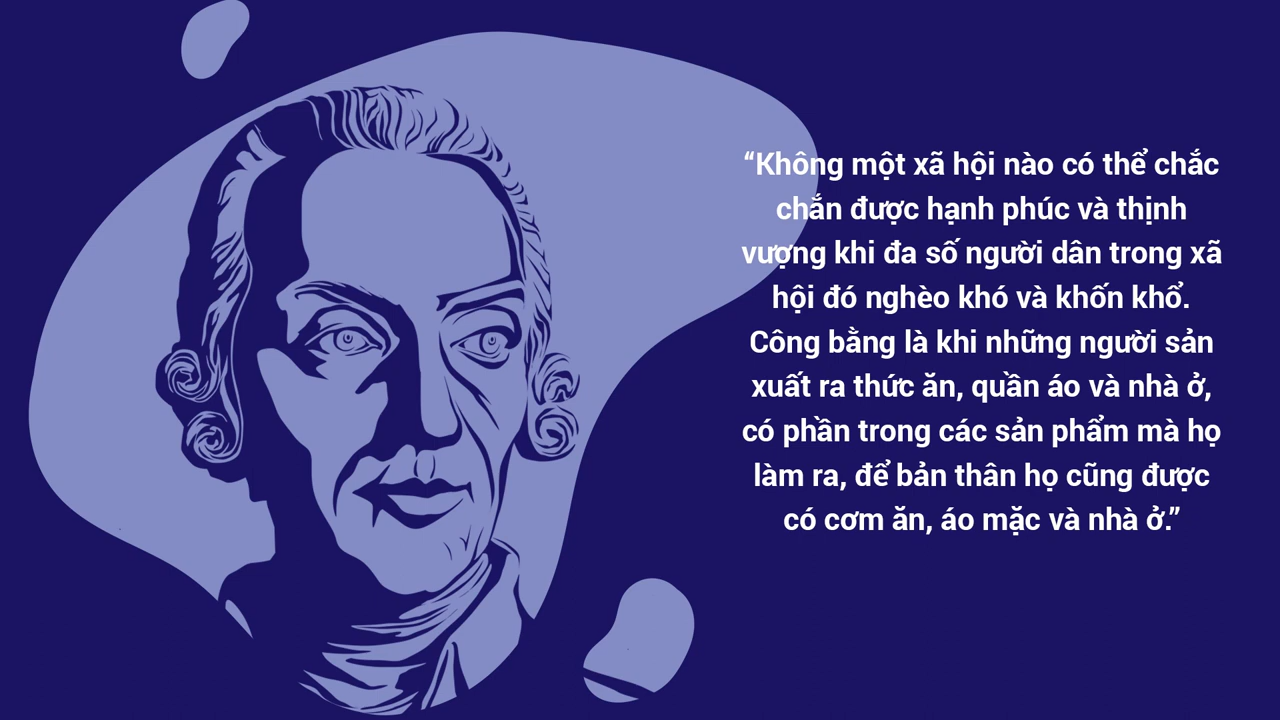 “Không một xã hội nào có thể chắc
chắn được hạnh phúc và thịnh
vượng khi đa số người dân trong xã
hội đó nghèo khó và khốn khổ.
Công bằng là khi những người sản
xuất ra thức ăn, quần áo và nhà ở,
có phần trong các sản phẩm mà họ
làm ra, để bản thân họ cũng được
có cơm ăn, áo mặc và nhà ở.”